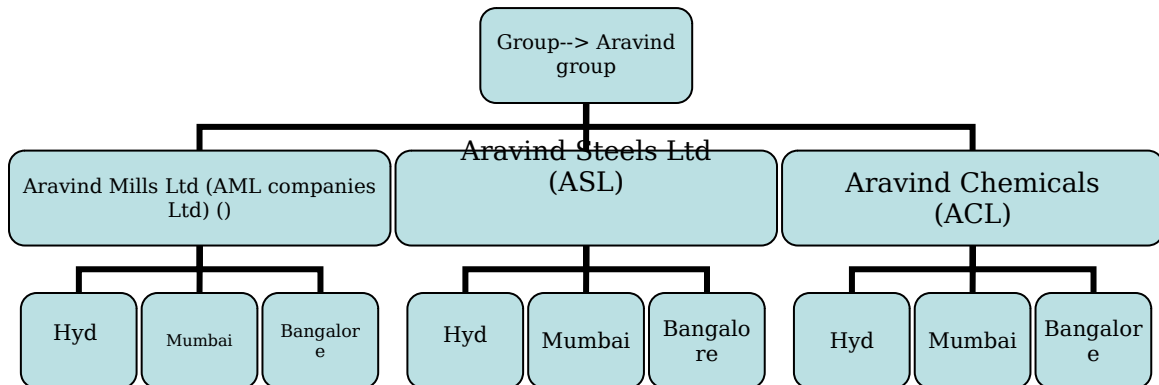 Group--> Aravind
group
Aravind Steels Ltd
(ASL)
Aravind Mills Ltd (AML companies
Ltd) ()
Aravind Chemicals
(ACL)
Hyd
Mumbai
Bangalor
e
Hyd
Mumbai
Bangalo
re
Hyd
Mumbai
Bangalor
e